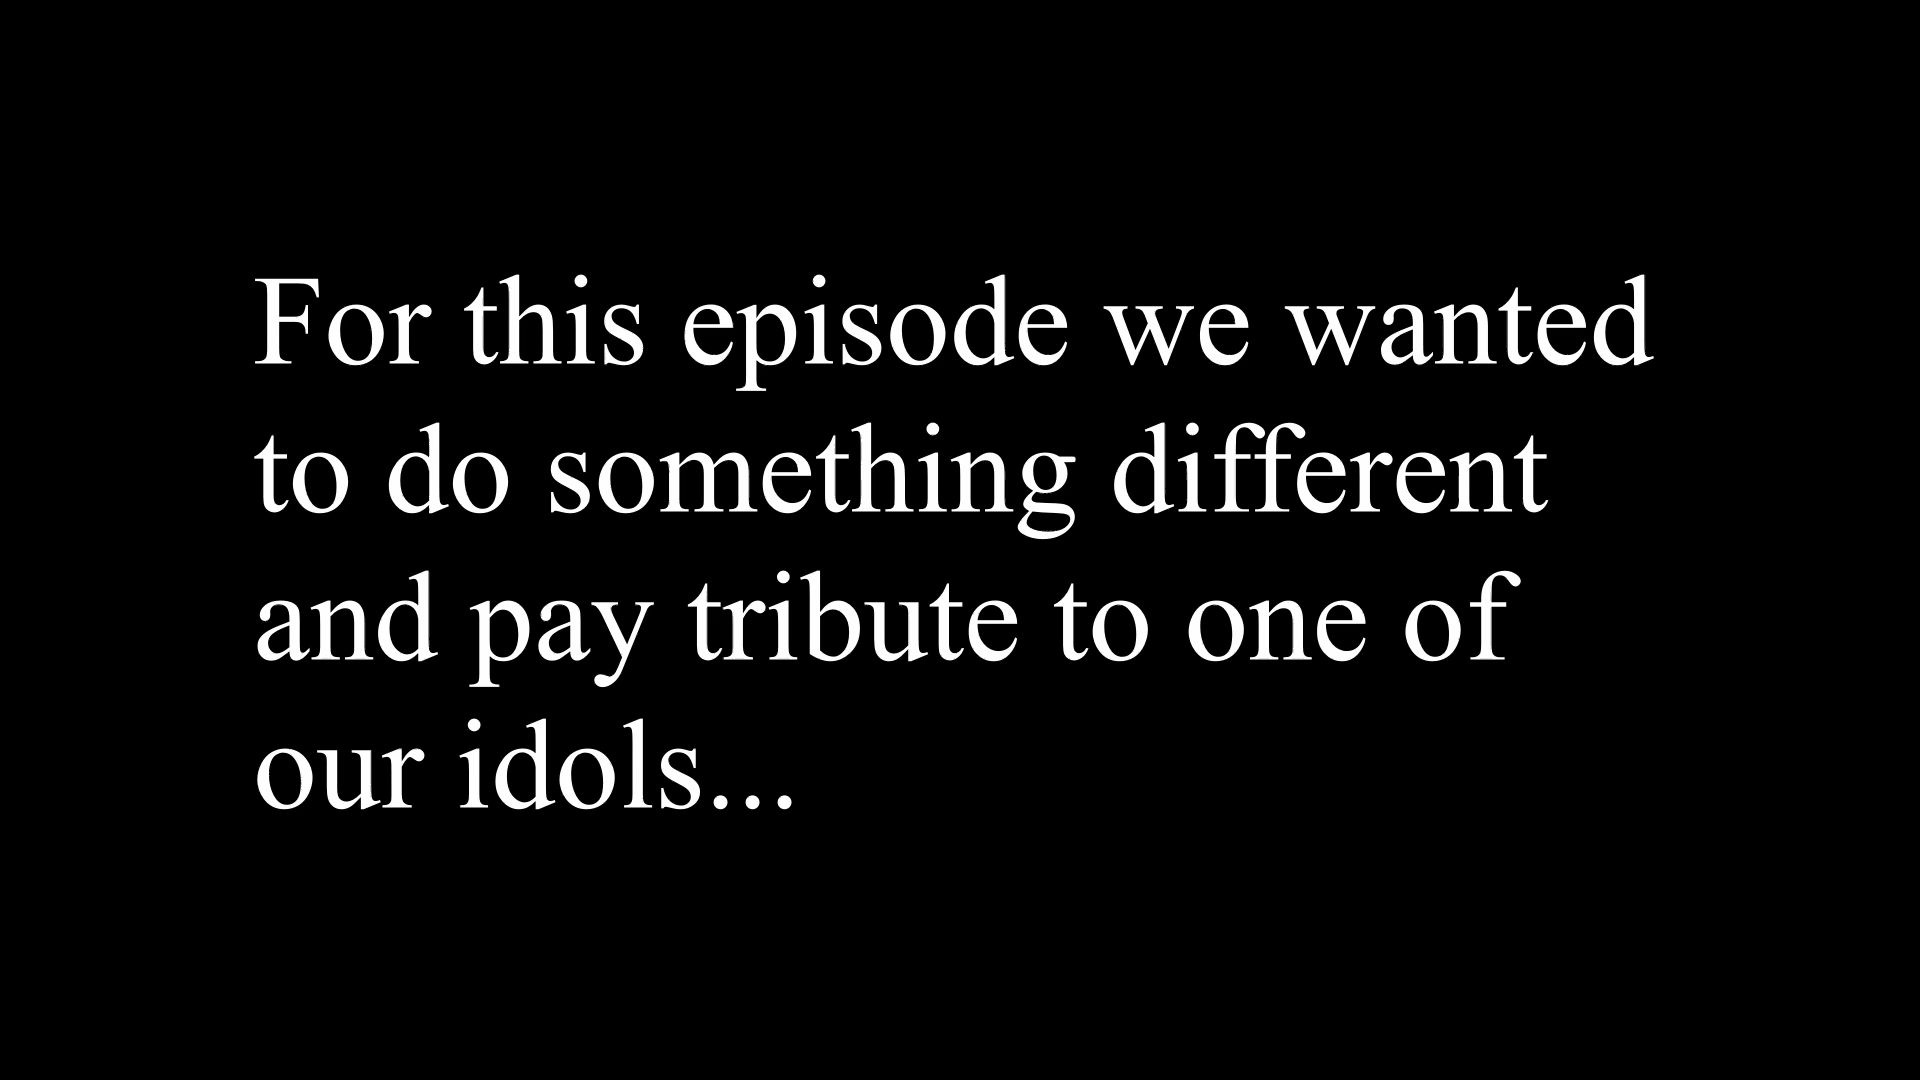 For this episode we wanted
to do something different
and pay tribute to one of
our idols...